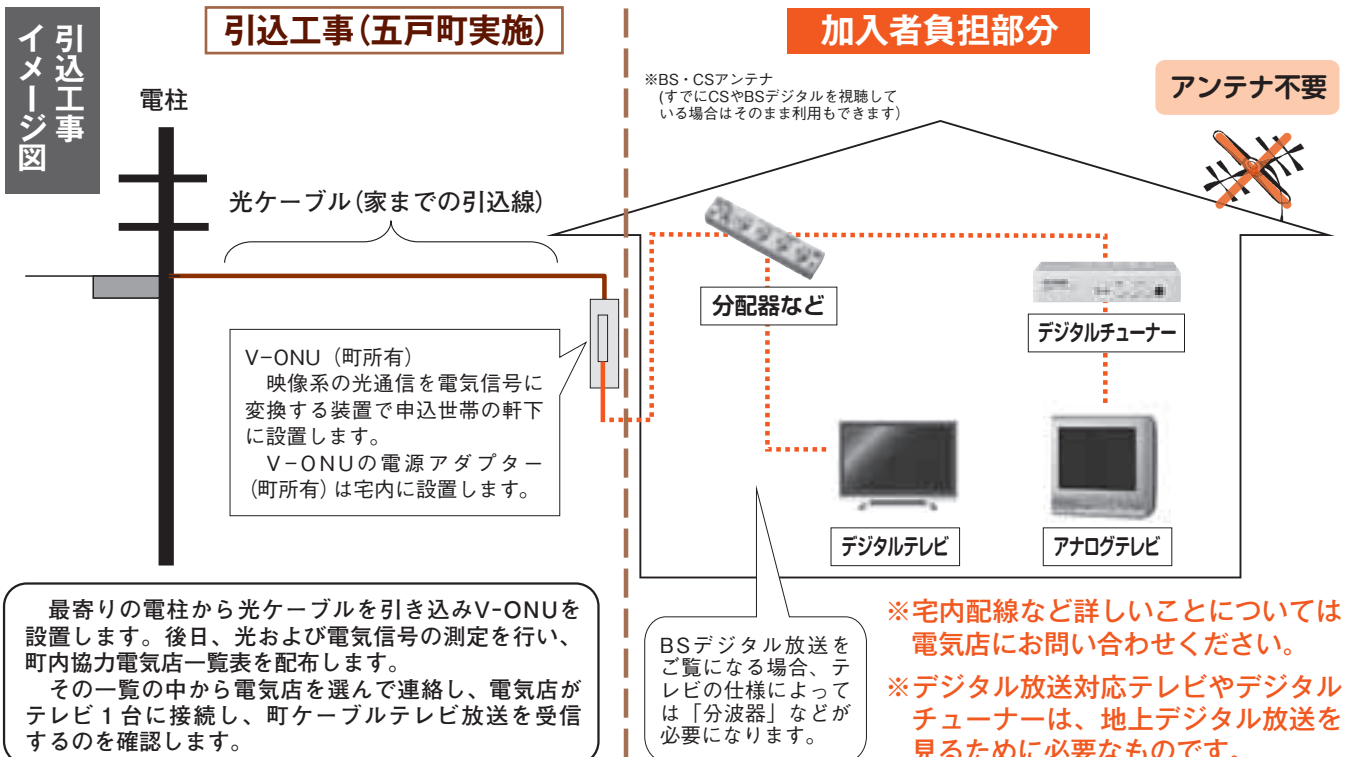 引込工事
イメージ図
引込工事(五戸町実施)
加入者負担部分
電柱
※BS・CSアンテナ
(すでにCSやBSデジタルを視聴して
いる場合はそのまま利用もできます)
アンテナ不要
光ケーブル(家までの引込線)
分配器など
デジタルチューナー
V-ONU(町所有)
映像系の光通信を電気信号に
変換する装置で申込世帯の軒下
に設置します。
V-ONUの電源アダプター
(町所有)は宅内に設置します。
デジタルテレビ
アナログテレビ
最寄りの電柱から光ケーブルを引き込みV-ONUを
設置します。後日、光および電気信号の測定を行い、
町内協力電気店一覧表を配布します。
その一覧の中から電気店を選んで連絡し、電気店が
テレビ1台に接続し、町ケーブルテレビ放送を受信
するのを確認します。
BSデジタル放送を
ご覧になる場合、テ
レビの仕様によって
は「分波器」などが
必要になります。
※宅内配線など詳しいことについては
電気店にお問い合わせください。
※デジタル放送対応テレビやデジタル
チューナーは、地上デジタル放送を
見るために必要なものです。